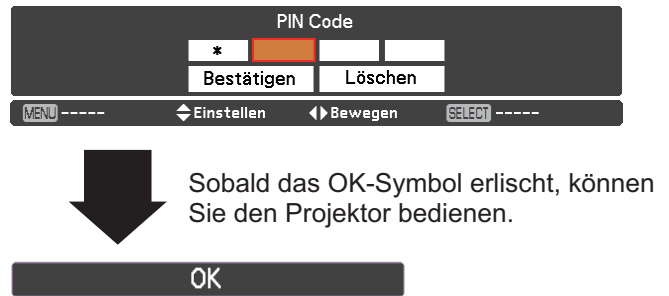 PIN Code
*
Bestätigen Löschen
MENU ----- Einstellen Bewegen SELECT -----
Sobald das OK-Symbol erlischt, können
Sie den Projektor bedienen.
OK